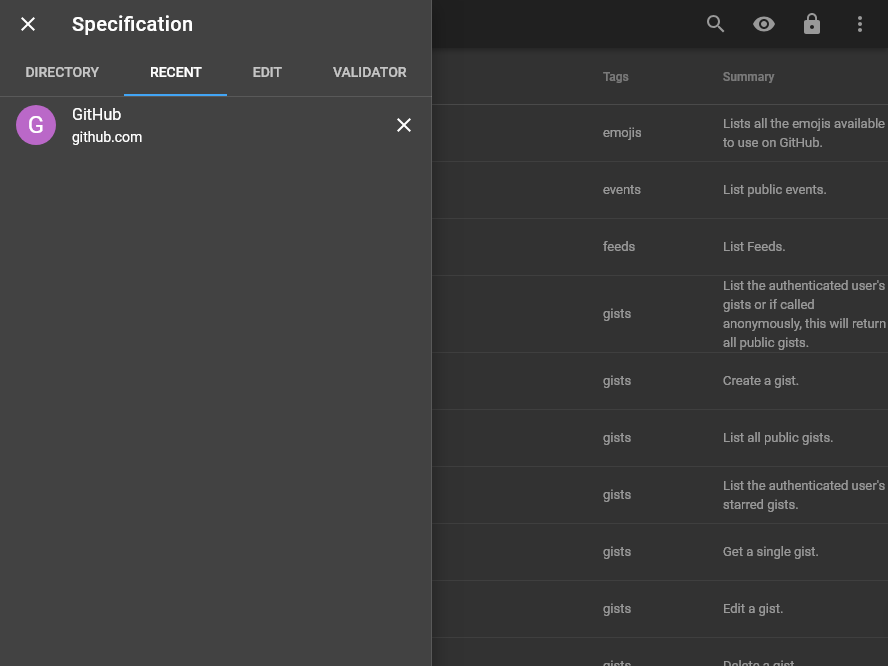 Specification
DIRECTORY RECENT EDIT VALIDATOR
G
GitHub
github.com
Tags Summary
emojis Lists all the emojis available
to use on GitHub.
events List public events.
feeds List Feeds.
gists List the authenticated user's
gists or if called
anonymously, this will return
all public gists.
gists Create a gist.
gists List all public gists.
gists List the authenticated user's
starred gists.
gists Get a single gist.
gists Edit a gist.
gists Delete a gist.